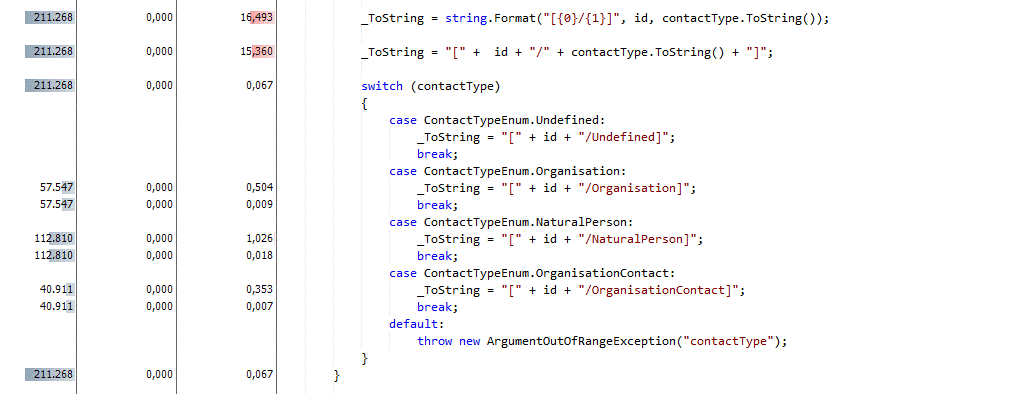 211.268 0,000 16,493 _ToString = string.Format("[{0}/{1}]", id, contactType.ToString());
211.268 0,000 15,360 _ToString = "[" +  id + "/" + contactType.ToString() + "]";
211.268 0,000 0,067 switch (contactType)
{
case ContactTypeEnum.Undefined:
_ToString = "[" + id + "/Undefined]";
break;
case ContactTypeEnum.Organisation:
57.547 0,000 0,504 _ToString = "[" + id + "/Organisation]";
57.547 0,000 0,009 break;
case ContactTypeEnum.NaturalPerson:
112.810 0,000 1,026 _ToString = "[" + id + "/NaturalPerson]";
112.810 0,000 0,018 break;
case ContactTypeEnum.OrganisationContact:
40.911 0,000 0,353 _ToString = "[" + id + "/OrganisationContact]";
40.911 0,000 0,007 break;
default:
throw new ArgumentOutOfRangeException("contactType");
}
211.268 0,000 0,067 }